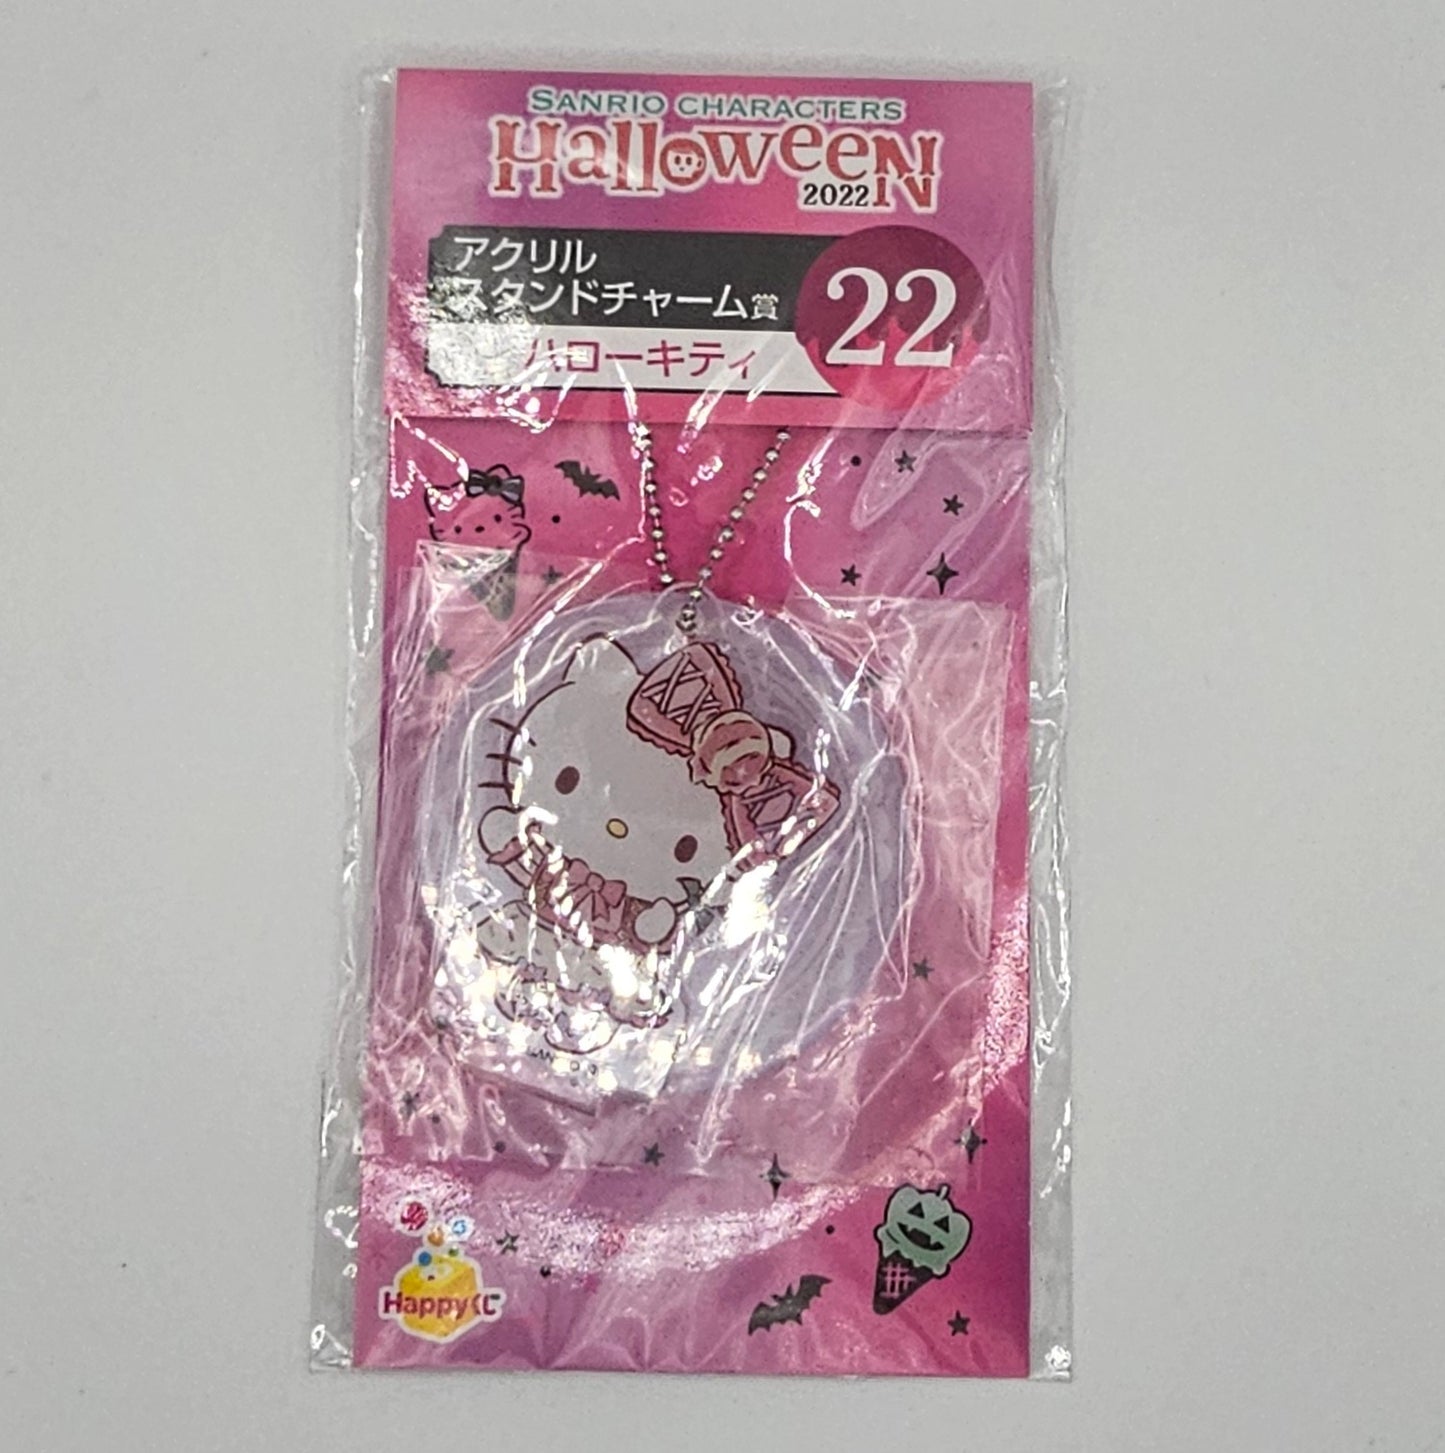 SANRIO CHARACTERS
Halloween
2022
アクリル
スタンドチャーム賞
22
ハローキティ
Happyくじ